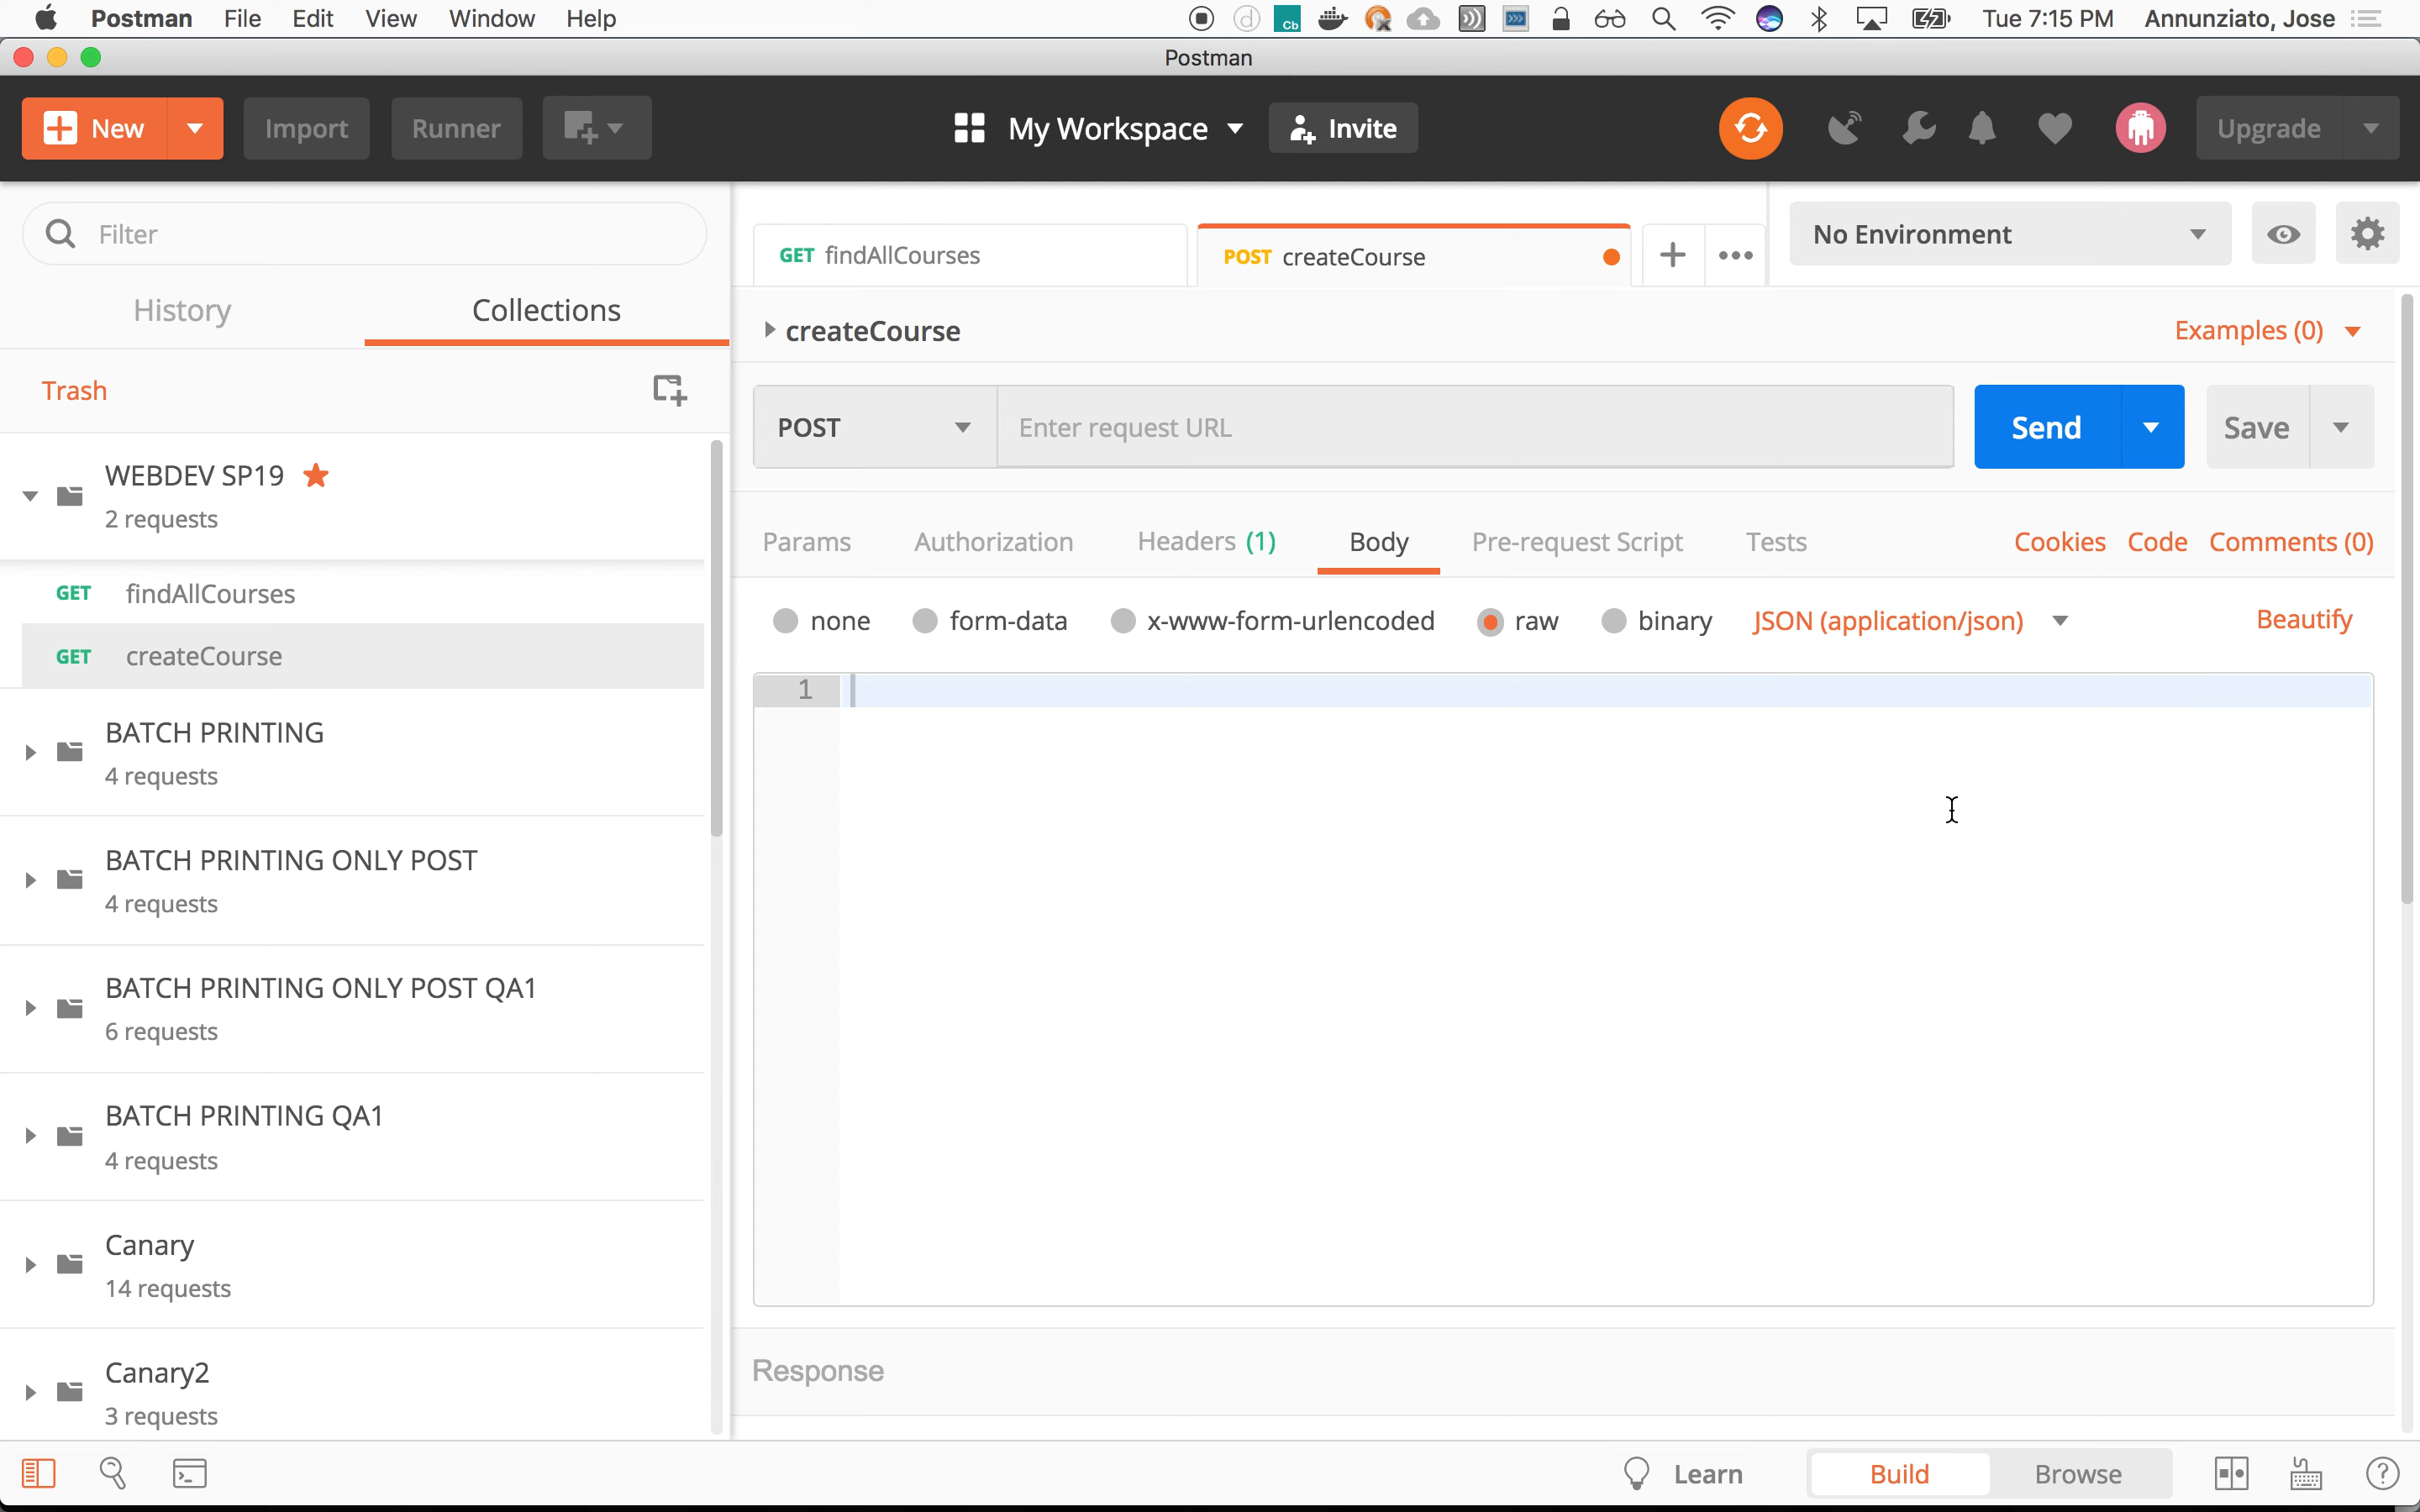 Postman File Edit View Window Help Cb Tue 7:15 PM Annunziato, Jose
Postman
New Import Runner My Workspace Invite Upgrade
Filter
History Collections
Trash
WEBDEV SP19
2 requests
GET findAllCourses
GET createCourse
BATCH PRINTING
4 requests
BATCH PRINTING ONLY POST
4 requests
BATCH PRINTING ONLY POST QA1
6 requests
BATCH PRINTING QA1
4 requests
Canary
14 requests
Canary2
3 requests
GET findAllCourses POST createCourse No Environment
createCourse Examples (0)
POST Enter request URL Send Save
Params Authorization Headers (1) Body Pre-request Script Tests Cookies Code Comments (0)
none form-data x-www-form-urlencoded raw binary JSON (application/json) Beautify
1
Response
Learn Build Browse